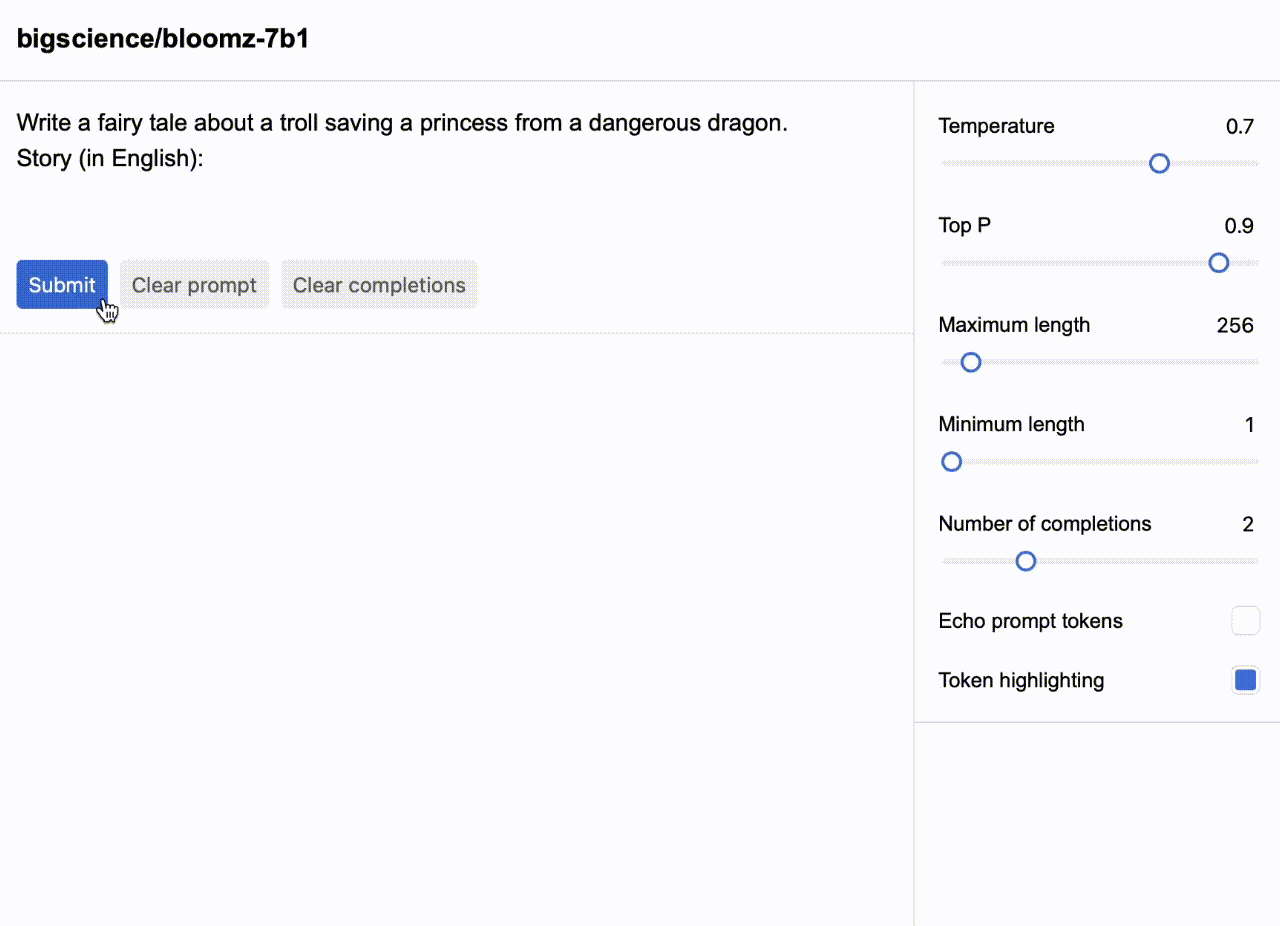 bigscience/bloomz-7b1
Write a fairy tale about a troll saving a princess from a dangerous dragon.
Story (in English):
Submit Clear prompt Clear completions
Temperature 0.7
Top P 0.9
Maximum length 256
Minimum length 1
Number of completions 2
Echo prompt tokens
Token highlighting